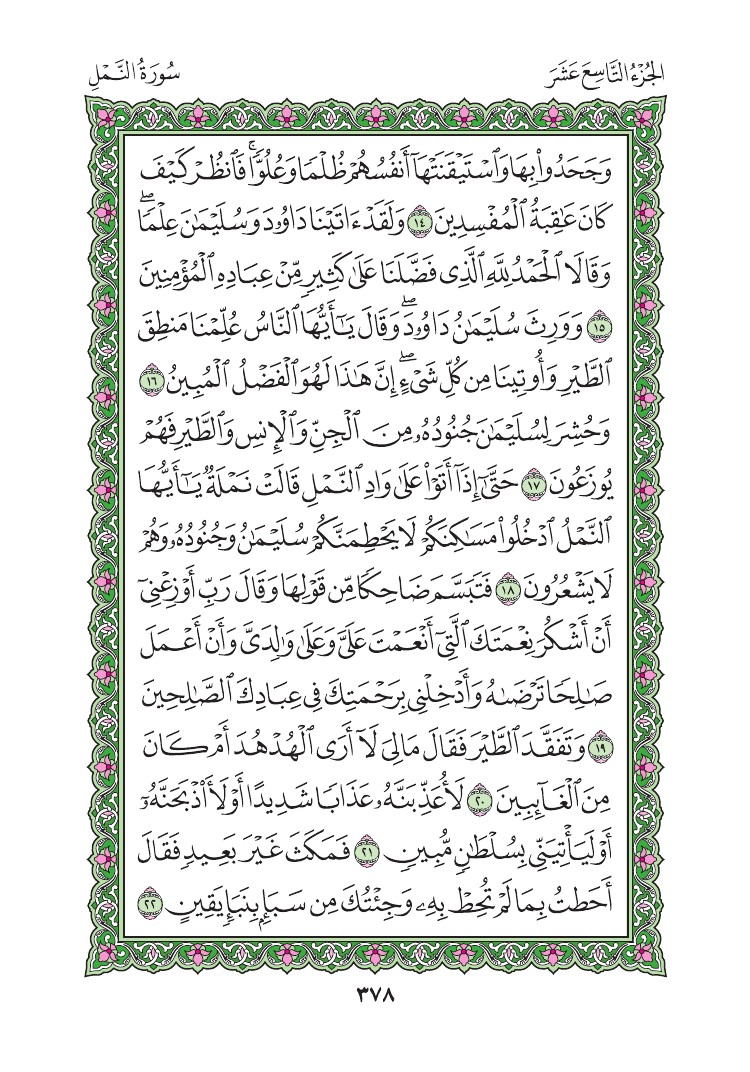 الجُزْءُ التَّاسِعَ عَشَرَ
سُورَةُ النَّمْلِ
وَجَحَدُوا۟ بِهَا وَٱسْتَيْقَنَتْهَآ أَنفُسُهُمْ ظُلْمًا وَعُلُوًّا ۚ فَٱنظُرْ كَيْفَ
كَانَ عَـٰقِبَةُ ٱلْمُفْسِدِينَ ١٤ وَلَقَدْ ءَاتَيْنَا دَاوُۥدَ وَسُلَيْمَـٰنَ عِلْمًا ۖ
وَقَالَا ٱلْحَمْدُ لِلَّهِ ٱلَّذِى فَضَّلَنَا عَلَىٰ كَثِيرٍ مِّنْ عِبَادِهِ ٱلْمُؤْمِنِينَ
١٥ وَوَرِثَ سُلَيْمَـٰنُ دَاوُۥدَ ۖ وَقَالَ يَـٰٓأَيُّهَا ٱلنَّاسُ عُلِّمْنَا مَنطِقَ
ٱلطَّيْرِ وَأُوتِينَا مِن كُلِّ شَىْءٍ ۖ إِنَّ هَـٰذَا لَهُوَ ٱلْفَضْلُ ٱلْمُبِينُ ١٦
وَحُشِرَ لِسُلَيْمَـٰنَ جُنُودُهُۥ مِنَ ٱلْجِنِّ وَٱلْإِنسِ وَٱلطَّيْرِ فَهُمْ
يُوزَعُونَ ١٧ حَتَّىٰٓ إِذَآ أَتَوْا۟ عَلَىٰ وَادِ ٱلنَّمْلِ قَالَتْ نَمْلَةٌ يَـٰٓأَيُّهَا
ٱلنَّمْلُ ٱدْخُلُوا۟ مَسَـٰكِنَكُمْ لَا يَحْطِمَنَّكُمْ سُلَيْمَـٰنُ وَجُنُودُهُۥ وَهُمْ
لَا يَشْعُرُونَ ١٨ فَتَبَسَّمَ ضَاحِكًا مِّن قَوْلِهَا وَقَالَ رَبِّ أَوْزِعْنِىٓ
أَنْ أَشْكُرَ نِعْمَتَكَ ٱلَّتِىٓ أَنْعَمْتَ عَلَىَّ وَعَلَىٰ وَٰلِدَىَّ وَأَنْ أَعْمَلَ
صَـٰلِحًا تَرْضَىٰهُ وَأَدْخِلْنِى بِرَحْمَتِكَ فِى عِبَادِكَ ٱلصَّـٰلِحِينَ
١٩ وَتَفَقَّدَ ٱلطَّيْرَ فَقَالَ مَا لِىَ لَآ أَرَى ٱلْهُدْهُدَ أَمْ كَانَ
مِنَ ٱلْغَآئِبِينَ ٢٠ لَأُعَذِّبَنَّهُۥ عَذَابًا شَدِيدًا أَوْ لَأَا۟ذْبَحَنَّهُۥٓ
أَوْ لَيَأْتِيَنِّى بِسُلْطَـٰنٍ مُّبِينٍ ٢١ فَمَكَثَ غَيْرَ بَعِيدٍ فَقَالَ
أَحَطتُ بِمَا لَمْ تُحِطْ بِهِۦ وَجِئْتُكَ مِن سَبَإٍۭ بِنَبَإٍ يَقِينٍ ٢٢
٣٧٨